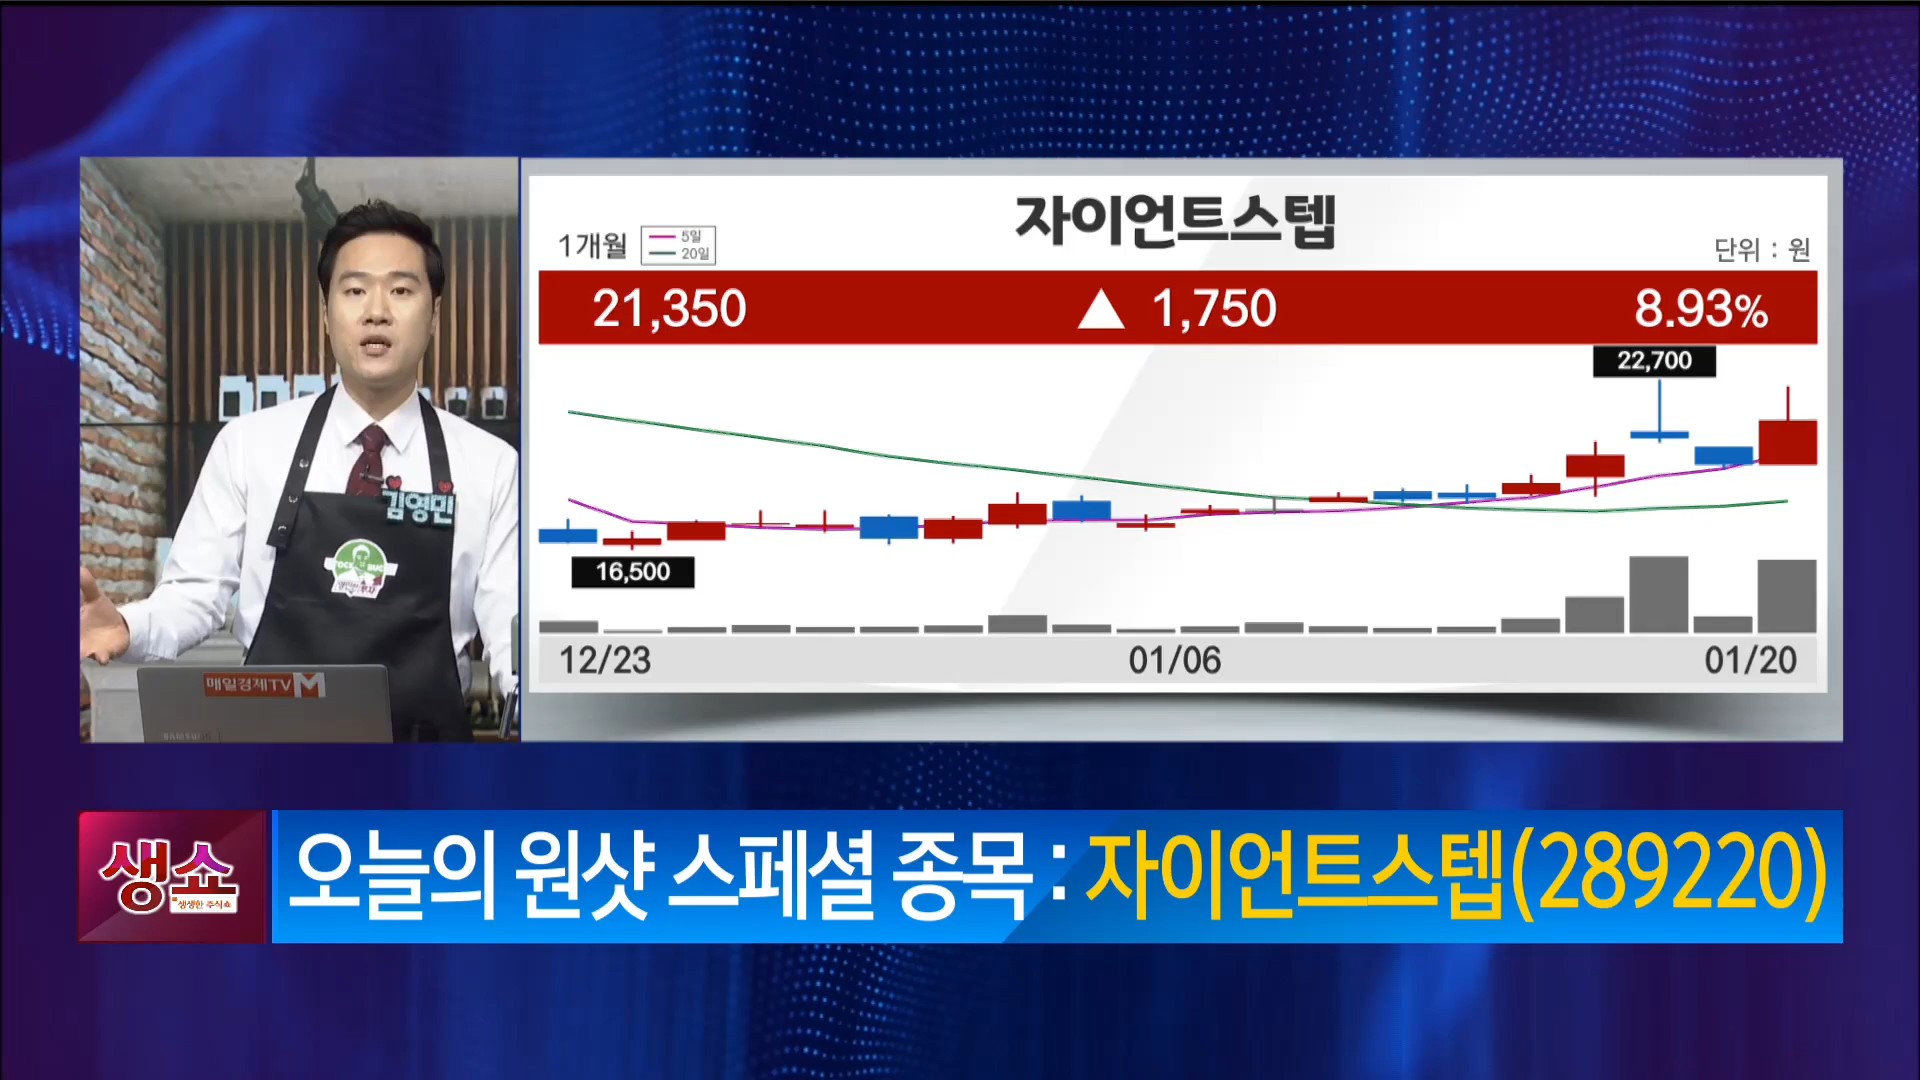 자이언트스텝
1개월
5일
20일
단위 : 원
21,350 ▲ 1,750 8.93%
22,700
16,500
12/23 01/06 01/20
김영민
매일경제TV M
생쇼
생생한 주식쇼
오늘의 원샷 스페셜 종목 : 자이언트스텝(289220)